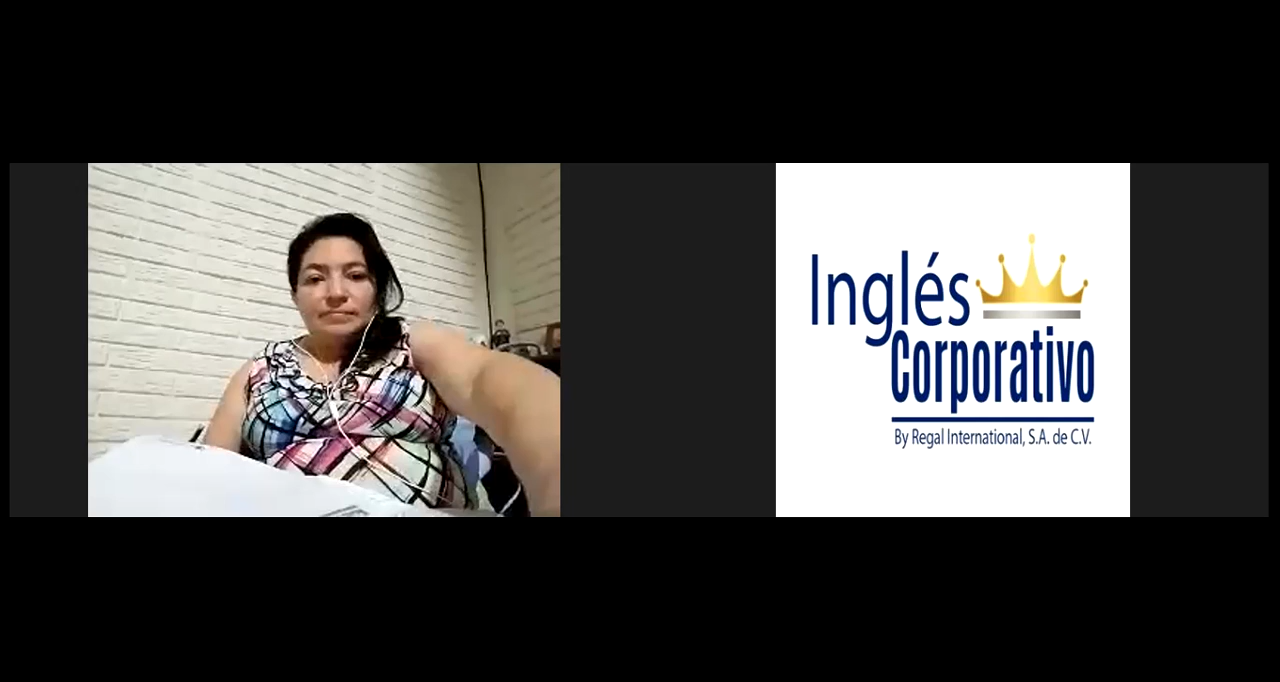 Inglés
Corporativo
By Regal International, S.A. de C.V.